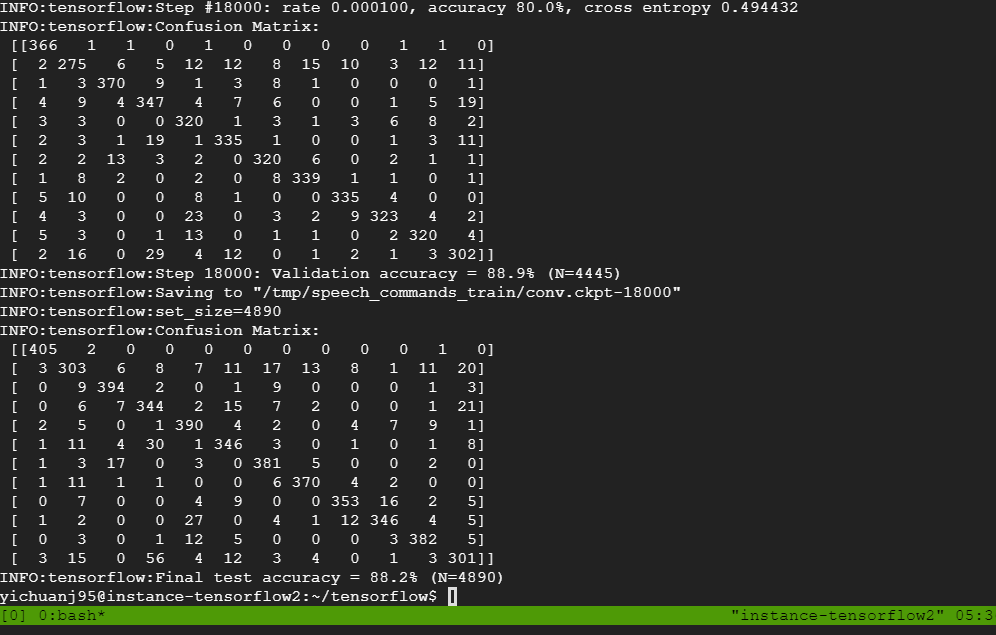 INFO:tensorflow:Step #18000: rate 0.000100, accuracy 80.0%, cross entropy 0.494432
INFO:tensorflow:Confusion Matrix:
 [[366   1   1   0   1   0   0   0   0   1   1   0]
 [  2 275   6   5  12  12   8  15  10   3  12  11]
 [  1   3 370   9   1   3   8   1   0   0   0   1]
 [  4   9   4 347   4   7   6   0   0   1   5  19]
 [  3   3   0   0 320   1   3   1   3   6   8   2]
 [  2   3   1  19   1 335   1   0   0   1   3  11]
 [  2   2  13   3   2   0 320   6   0   2   1   1]
 [  1   8   2   0   2   0   8 339   1   1   0   1]
 [  5  10   0   0   8   1   0   0 335   4   0   0]
 [  4   3   0   0  23   0   3   2   9 323   4   2]
 [  5   3   0   1  13   0   1   1   0   2 320   4]
 [  2  16   0  29   4  12   0   1   2   1   3 302]]
INFO:tensorflow:Step 18000: Validation accuracy = 88.9% (N=4445)
INFO:tensorflow:Saving to "/tmp/speech_commands_train/conv.ckpt-18000"
INFO:tensorflow:set_size=4890
INFO:tensorflow:Confusion Matrix:
 [[405   2   0   0   0   0   0   0   0   0   1   0]
 [  3 303   6   8   7  11  17  13   8   1  11  20]
 [  0   9 394   2   0   1   9   0   0   0   1   3]
 [  0   6   7 344   2  15   7   2   0   0   1  21]
 [  2   5   0   1 390   4   2   0   4   7   9   1]
 [  1  11   4  30   1 346   3   0   1   0   1   8]
 [  1   3  17   0   3   0 381   5   0   0   2   0]
 [  1  11   1   1   0   0   6 370   4   2   0   0]
 [  0   7   0   0   4   9   0   0 353  16   2   5]
 [  1   2   0   0  27   0   4   1  12 346   4   5]
 [  0   3   0   1  12   5   0   0   0   3 382   5]
 [  3  15   0  56   4  12   3   4   0   1   3 301]]
INFO:tensorflow:Final test accuracy = 88.2% (N=4890)
yichuanj95@instance-tensorflow2:~/tensorflow$
[0] 0:bash* "instance-tensorflow2" 05:3